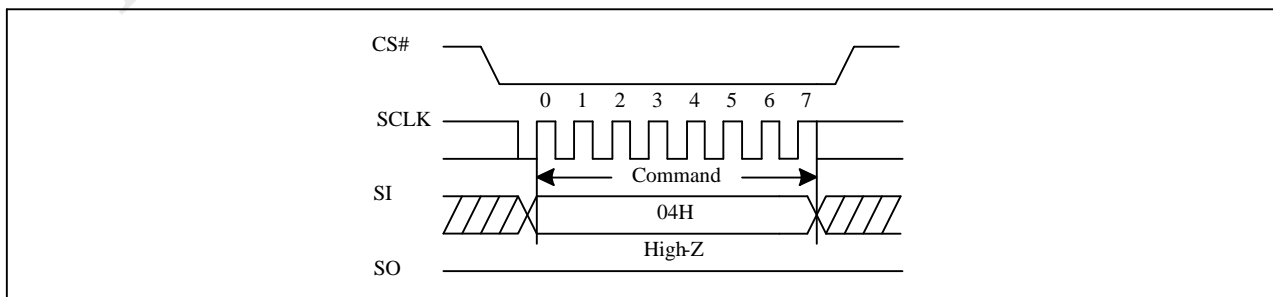 CS#
0 1 2 3 4 5 6 7
SCLK
Command
SI
04H
High-Z
SO